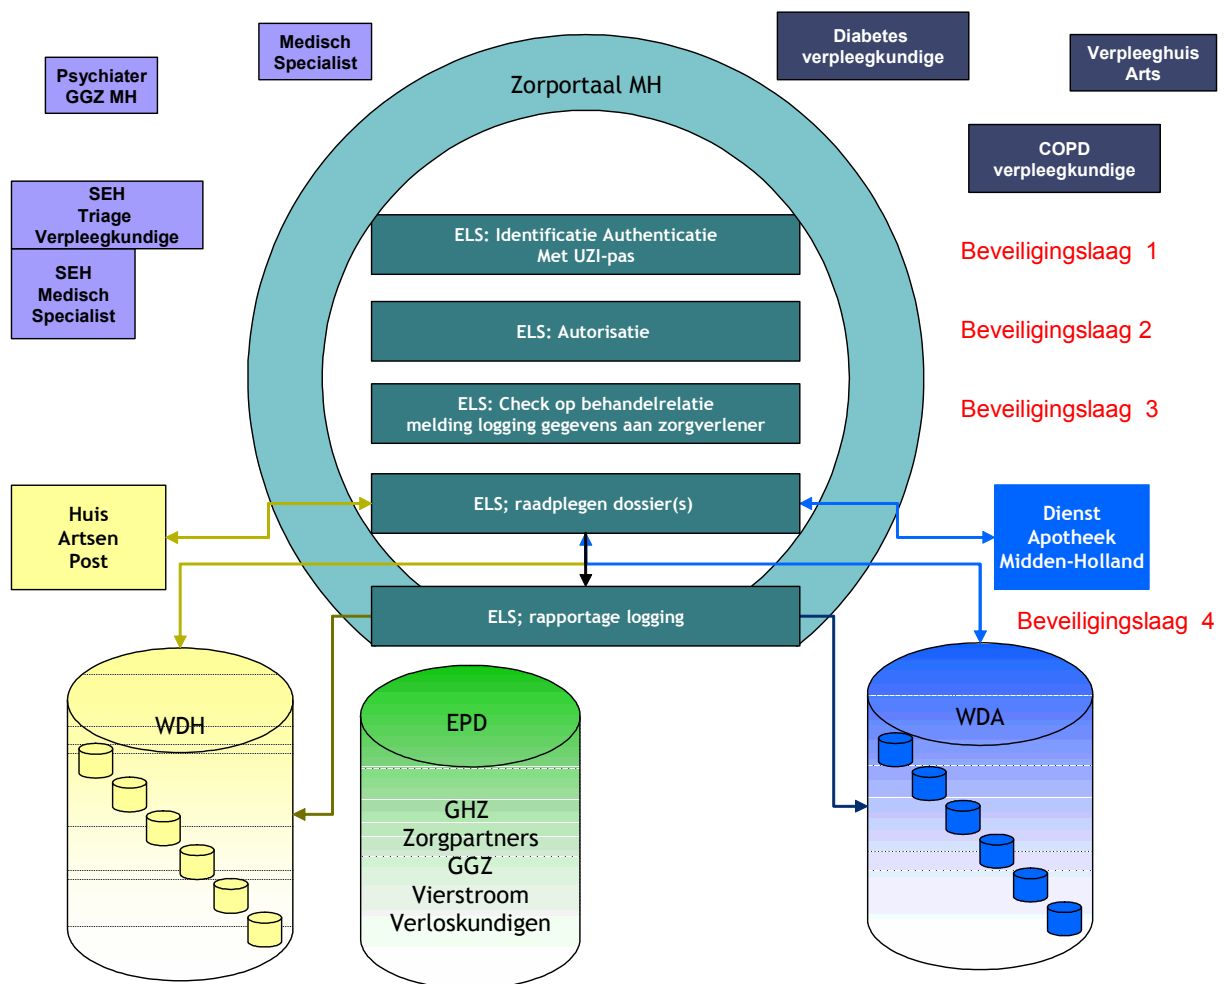 Medisch
Specialist
Diabetes
verpleegkundige
Verpleeghuis
Arts
Psychiater
GGZ MH
Zorportaal MH
COPD
verpleegkundige
SEH
Triage
Verpleegkundige
SEH
Medisch
Specialist
ELS: Identificatie Authenticatie
Met UZI-pas
Beveiligingslaag 1
ELS: Autorisatie
Beveiligingslaag 2
ELS: Check op behandelrelatie
melding logging gegevens aan zorgverlener
Beveiligingslaag 3
ELS; raadplegen dossier(s)
Huis
Artsen
Post
Dienst
Apotheek
Midden-Holland
ELS; rapportage logging
Beveiligingslaag 4
WDH
EPD
WDA
GHZ
Zorgpartners
GGZ
Vierstroom
Verloskundigen